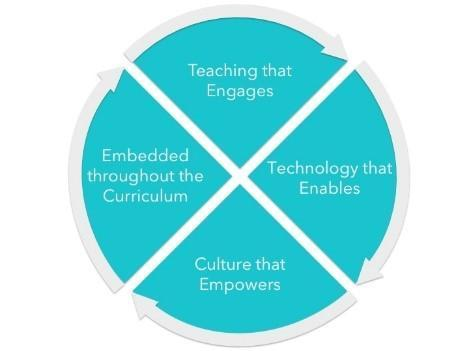 Teaching that
Engages
Technology that
Enables
Culture that
Empowers
Embedded
throughout the
Curriculum